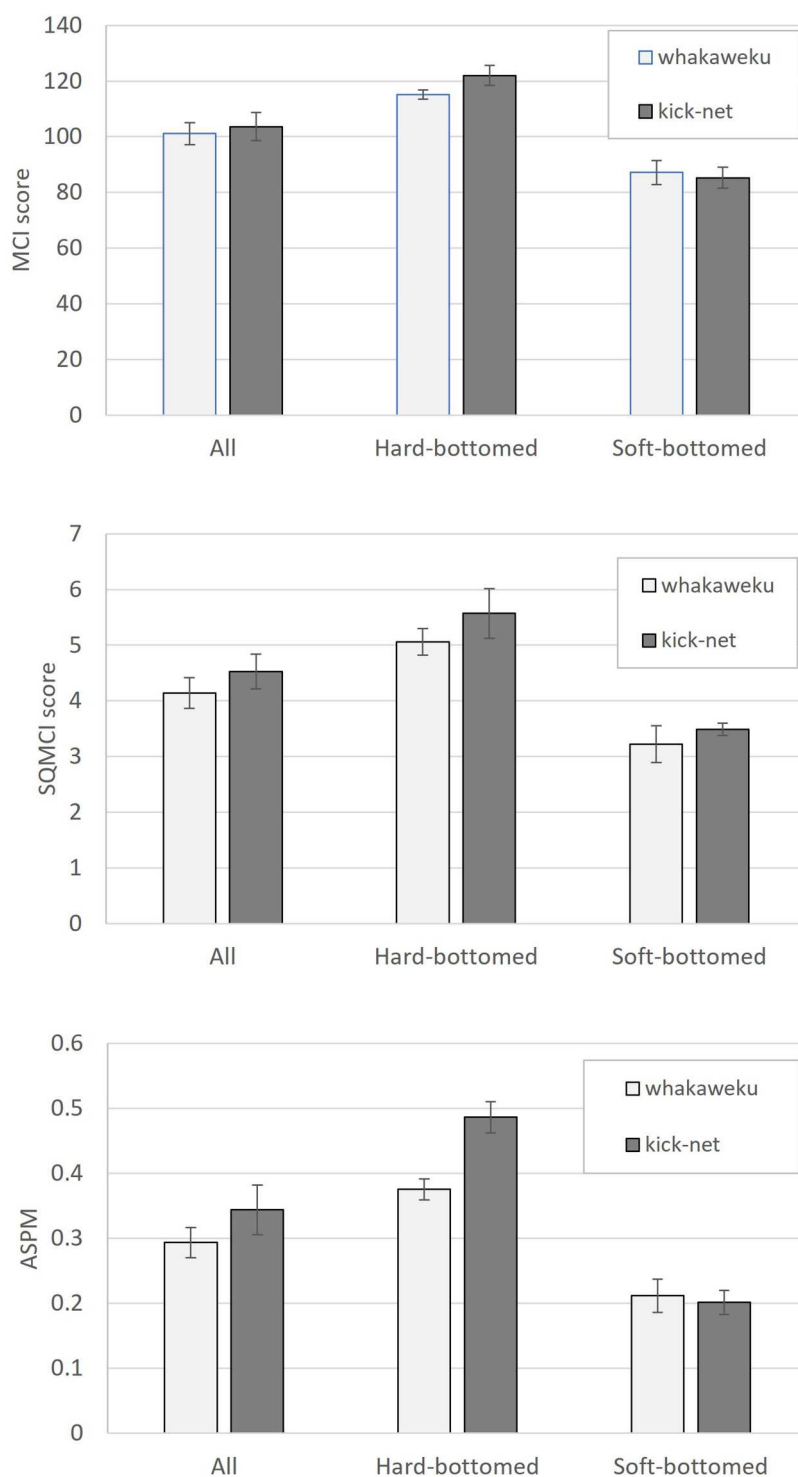 140
120
100
80
60
40
20
0
MCI score
whakaweku
kick-net
All Hard-bottomed Soft-bottomed
7
6
5
4
3
2
1
0
SQMCI score
whakaweku
kick-net
All Hard-bottomed Soft-bottomed
0.6
0.5
0.4
0.3
0.2
0.1
0
ASPM
whakaweku
kick-net
All Hard-bottomed Soft-bottomed